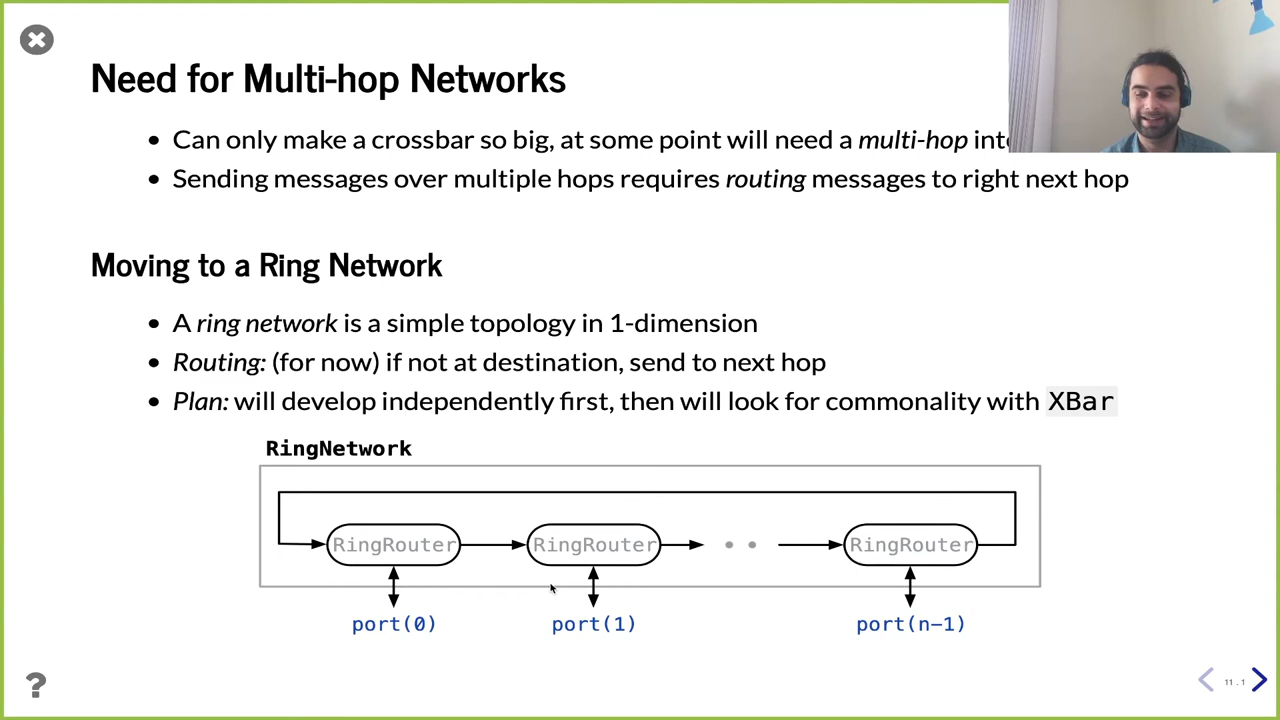 Need for Multi-hop Networks
• Can only make a crossbar so big, at some point will need a multi-hop
• Sending messages over multiple hops requires routing messages to right next hop
Moving to a Ring Network
• A ring network is a simple topology in 1-dimension
• Routing: (for now) if not at destination, send to next hop
• Plan: will develop independently first, then will look for commonality with XBar
RingNetwork
RingRouter RingRouter RingRouter
port(0) port(1) port(n-1)
?
11 . 1